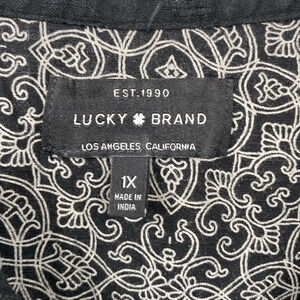 EST. 1990
LUCKY BRAND
LOS ANGELES, CALIFORNIA
1X
MADE IN
INDIA